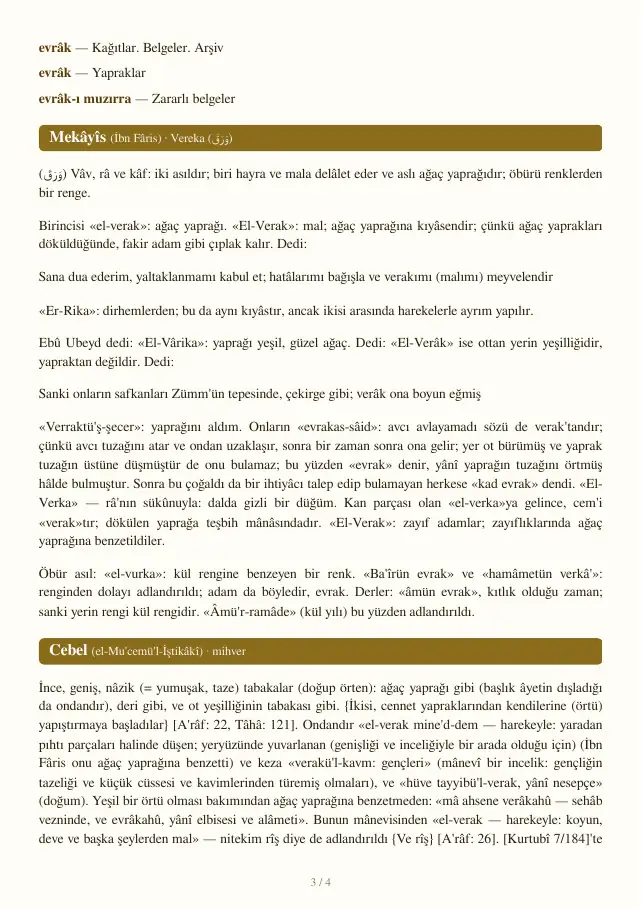 evrâk — Kağıtlar. Belgeler. Arşiv
evrâk — Yapraklar
evrâk-ı muzırra — Zararlı belgeler
Mekâyîs (İbn Fâris) · Vereka (وَرَقَ)
(وَرَقَ) Vâv, râ ve kâf: iki asıldır; biri hayra ve mala delâlet eder ve aslı ağaç yaprağıdır; öbürü renklerden
bir renge.
Birincisi «el-verak»: ağaç yaprağı. «El-Verak»: mal; ağaç yaprağına kıyâsendir; çünkü ağaç yaprakları
döküldüğünde, fakir adam gibi çıplak kalır. Dedi:
Sana dua ederim, yaltaklanmamı kabul et; hatâlarımı bağışla ve verakımı (malımı) meyvelendir
«Er-Rika»: dirhemlerden; bu da aynı kıyâstır, ancak ikisi arasında harekelerle ayrım yapılır.
Ebû Ubeyd dedi: «El-Vârika»: yaprağı yeşil, güzel ağaç. Dedi: «El-Verâk» ise ottan yerin yeşilliğidir,
yapraktan değildir. Dedi:
Sanki onların safkanları Zümm'ün tepesinde, çekirge gibi; verâk ona boyun eğmiş
«Verraktü'ş-şecer»: yaprağını aldım. Onların «evrakas-sâid»: avcı avlayamadı sözü de verak'tandır;
çünkü avcı tuzağını atar ve ondan uzaklaşır, sonra bir zaman sonra ona gelir; yer ot bürümüş ve yaprak
tuzağın üstüne düşmüştür de onu bulamaz; bu yüzden «evrak» denir, yânî yaprağın tuzağını örtmüş
hâlde bulmuştur. Sonra bu çoğaldı da bir ihtiyâcı talep edip bulamayan herkese «kad evrak» dendi. «El-
Verka» — râ'nın sükûnuyla: dalda gizli bir düğüm. Kan parçası olan «el-verka»ya gelince, cem'i
«verak»tır; dökülen yaprağa teşbih mânâsındadır. «El-Verak»: zayıf adamlar; zayıflıklarında ağaç
yaprağına benzetildiler.
Öbür asıl: «el-vurka»: kül rengine benzeyen bir renk. «Ba'îrün evrak» ve «hamâmetün verkâ'»:
renginden dolayı adlandırıldı; adam da böyledir, evrak. Derler: «âmün evrak», kıtlık olduğu zaman;
sanki yerin rengi kül rengidir. «Âmü'r-ramâde» (kül yılı) bu yüzden adlandırıldı.
Cebel (el-Mu'cemü'l-İştikâkî) · mihver
İnce, geniş, nâzik (= yumuşak, taze) tabakalar (doğup örten): ağaç yaprağı gibi (başlık âyetin dışladığı
da ondandır), deri gibi, ve ot yeşilliğinin tabakası gibi. {İkisi, cennet yapraklarından kendilerine (örtü)
yapıştırmaya başladılar} [A'râf: 22, Tâhâ: 121]. Ondandır «el-verak mine'd-dem — harekeyle: yaradan
pıhtı parçaları halinde düşen; yeryüzünde yuvarlanan (genişliği ve inceliğiyle bir arada olduğu için) (İbn
Fâris onu ağaç yaprağına benzetti) ve keza «verakü'l-kavm: gençleri» (mânevî bir incelik: gençliğin
tazeliği ve küçük cüssesi ve kavimlerinden türemiş olmaları), ve «hüve tayyibü'l-verak, yânî nesepçe»
(doğum). Yeşil bir örtü olması bakımından ağaç yaprağına benzetmeden: «mâ ahsene verâkahû — sehâb
vezninde, ve evrâkahû, yânî elbisesi ve alâmeti». Bunun mânevisinden «el-verak — harekeyle: koyun,
deve ve başka şeylerden mal» — nitekim rîş diye de adlandırıldı {Ve rîş} [A'râf: 26]. [Kurtubî 7/184]'te
3 / 4